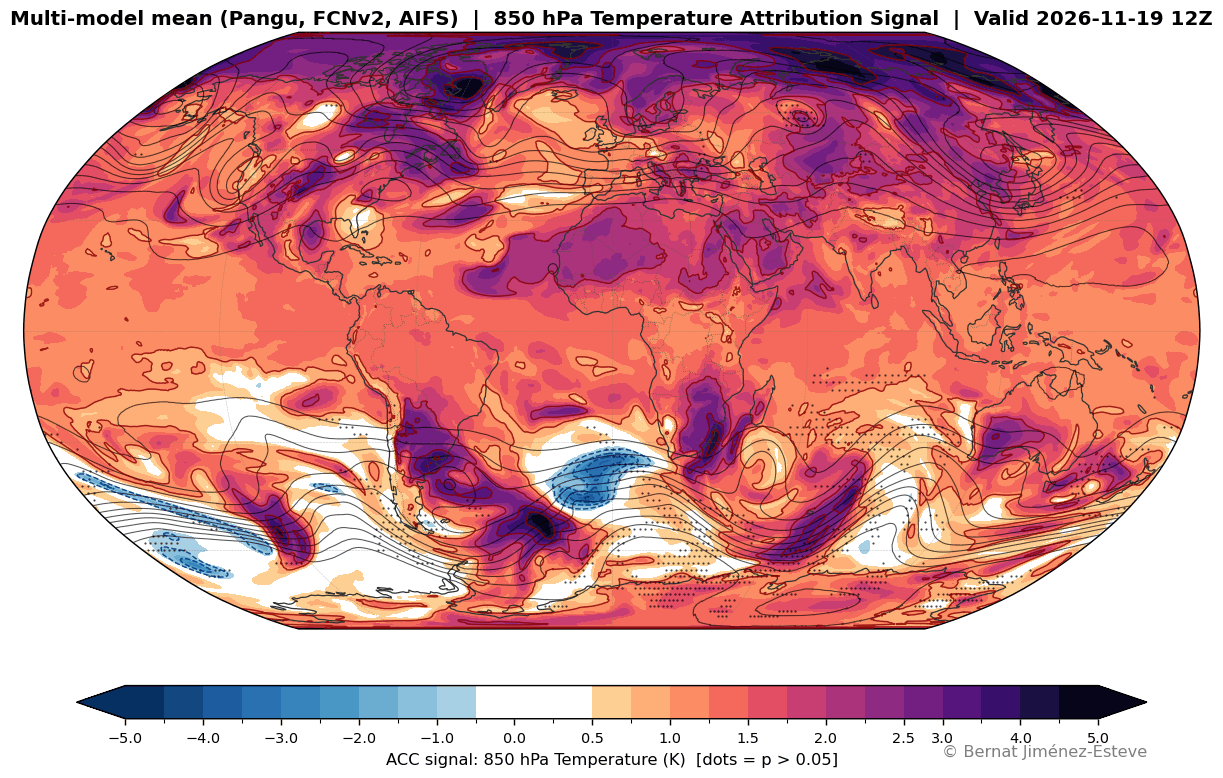 Multi-model mean (Pangu, FCNv2, AIFS)  |  850 hPa Temperature Attribution Signal  |  Valid 2026-11-19 12Z
−5.0 −4.0 −3.0 −2.0 −1.0 0.0 0.5 1.0 1.5 2.0 2.5 3.0 4.0 5.0
ACC signal: 850 hPa Temperature (K)  [dots = p > 0.05]
© Bernat Jiménez-Esteve